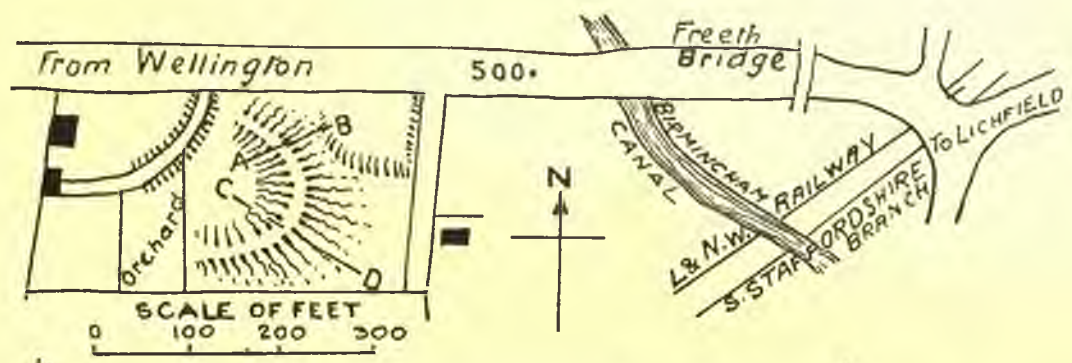 From Wellington
500.
Freeth
Bridge
BIPMINGHAM
CANAL
L & N.W. RAILWAY
S. STAFFORDSHIRE
BRANCH
To LICHFIELD
A
B
C
D
Orchard
N
SCALE OF FEET
0 100 200 300